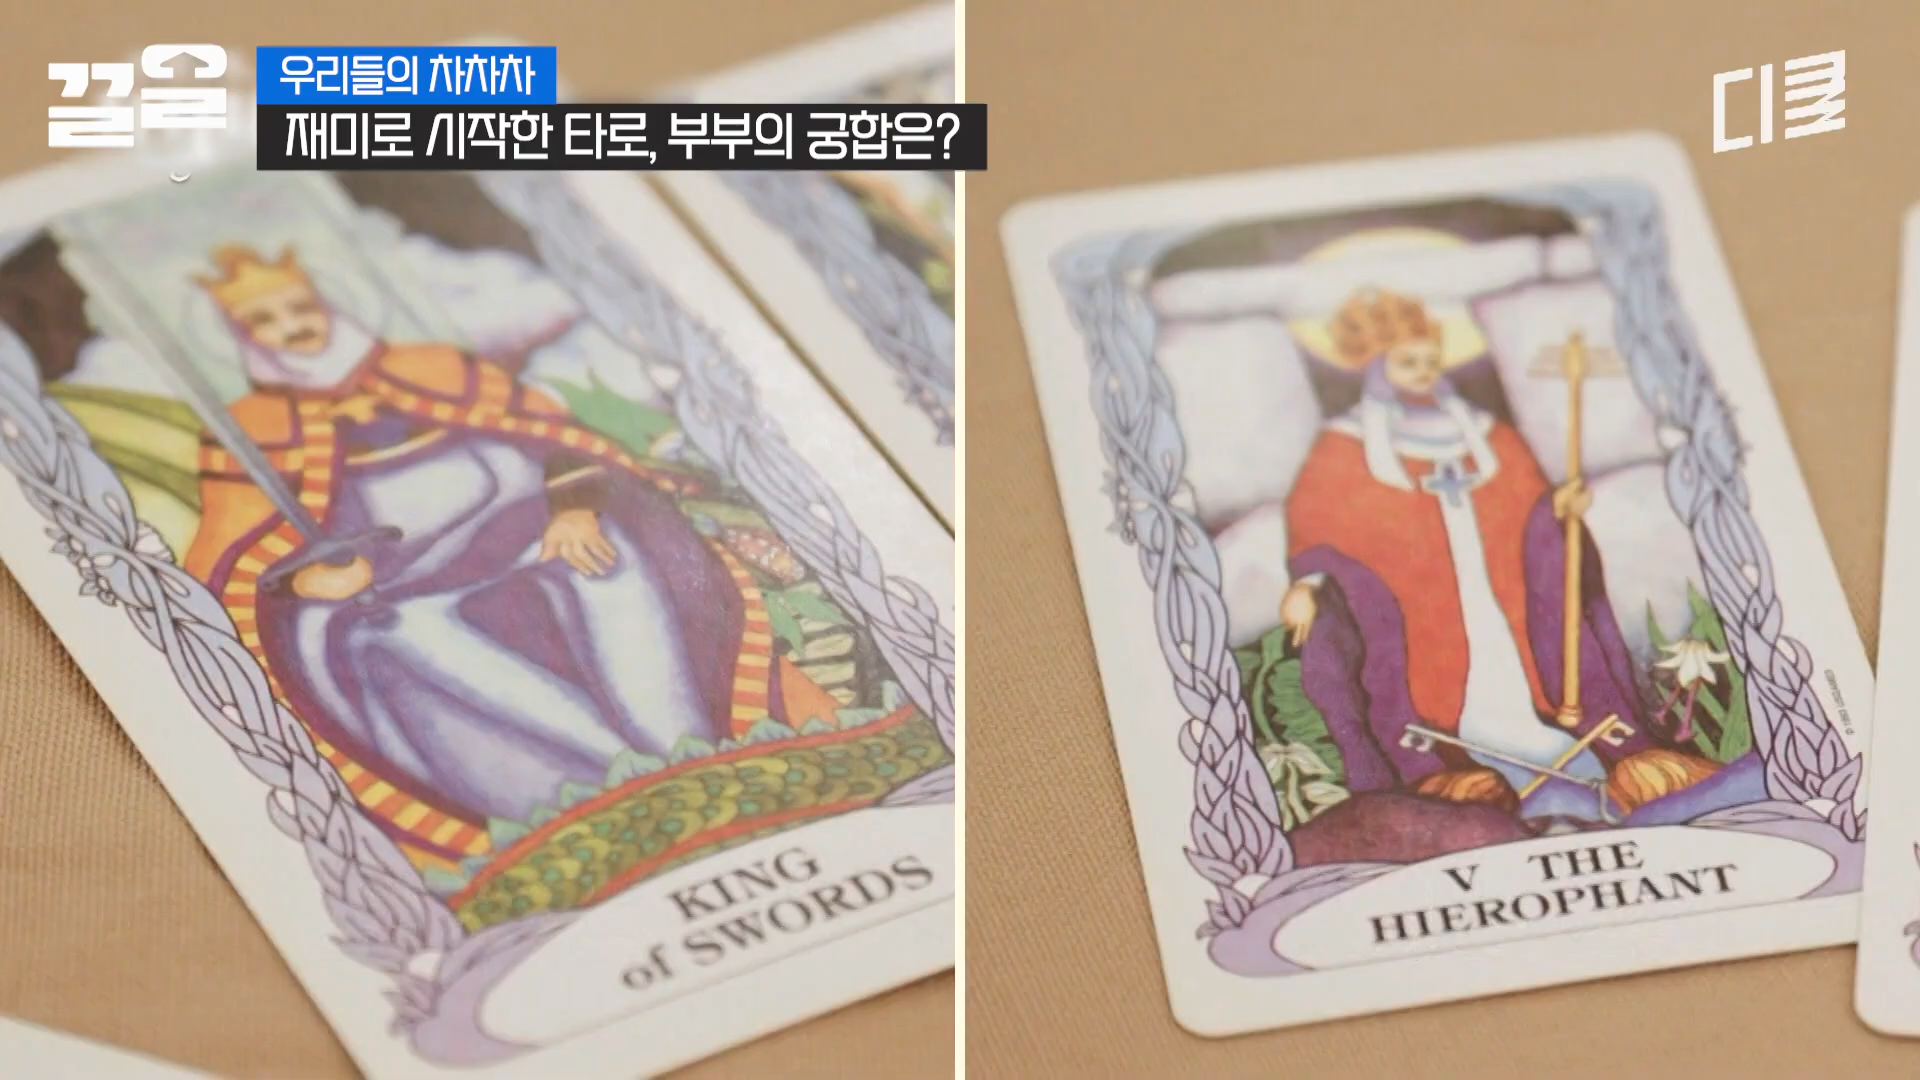 끌올
우리들의 차차차
재미로 시작한 타로, 부부의 궁합은?
디클
KING
of SWORDS
V THE
HIEROPHANT